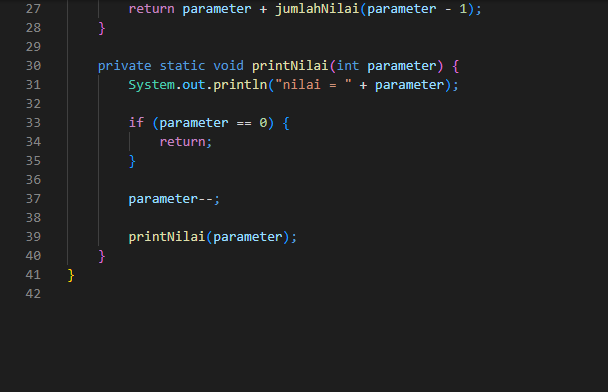 27 return parameter + jumlahNilai(parameter - 1);
28 }
29
30 private static void printNilai(int parameter) {
31 System.out.println("nilai = " + parameter);
32
33 if (parameter == 0) {
34 return;
35 }
36
37 parameter--;
38
39 printNilai(parameter);
40 }
41 }
42